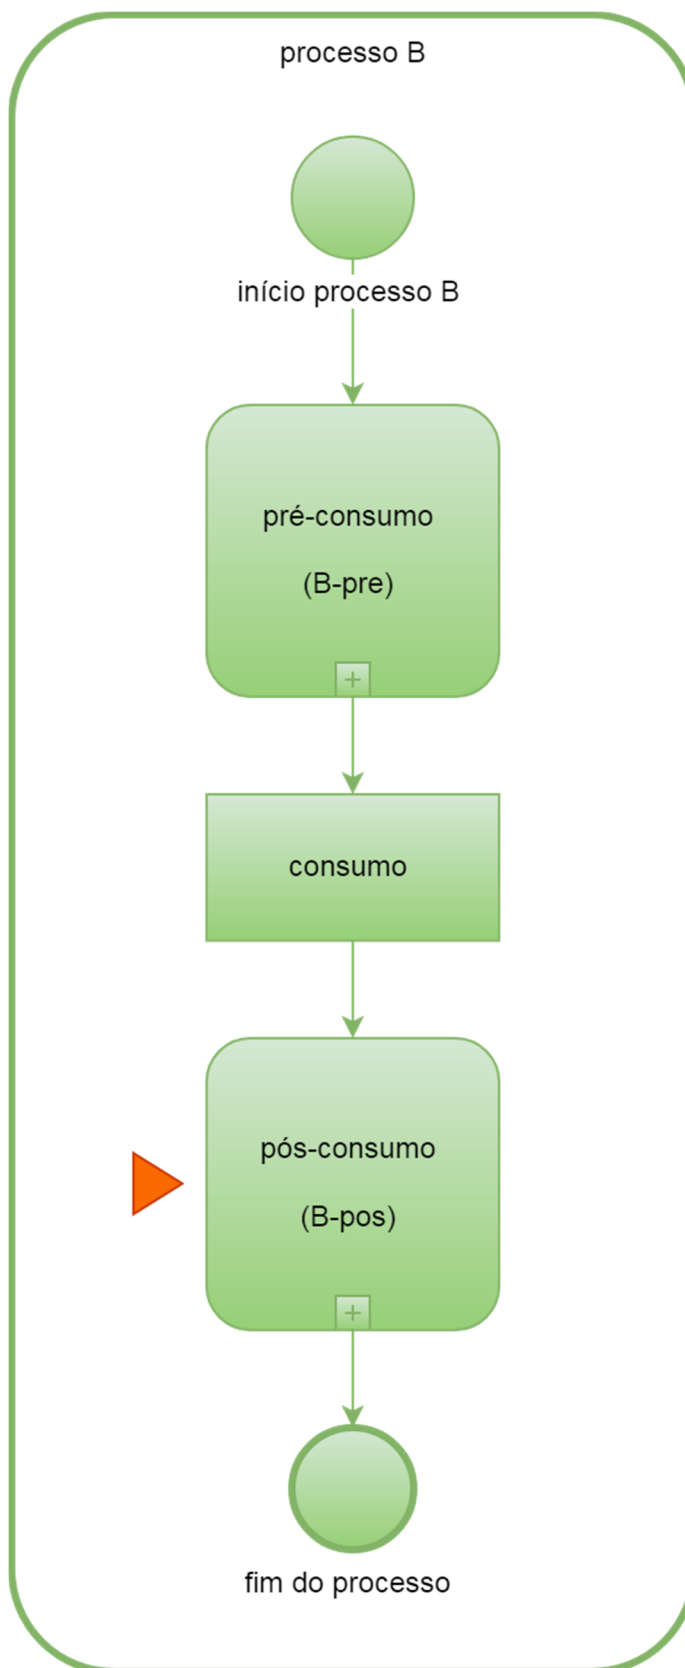 processo B
início processo B
pré-consumo
(B-pre)
consumo
pós-consumo
(B-pos)
fim do processo